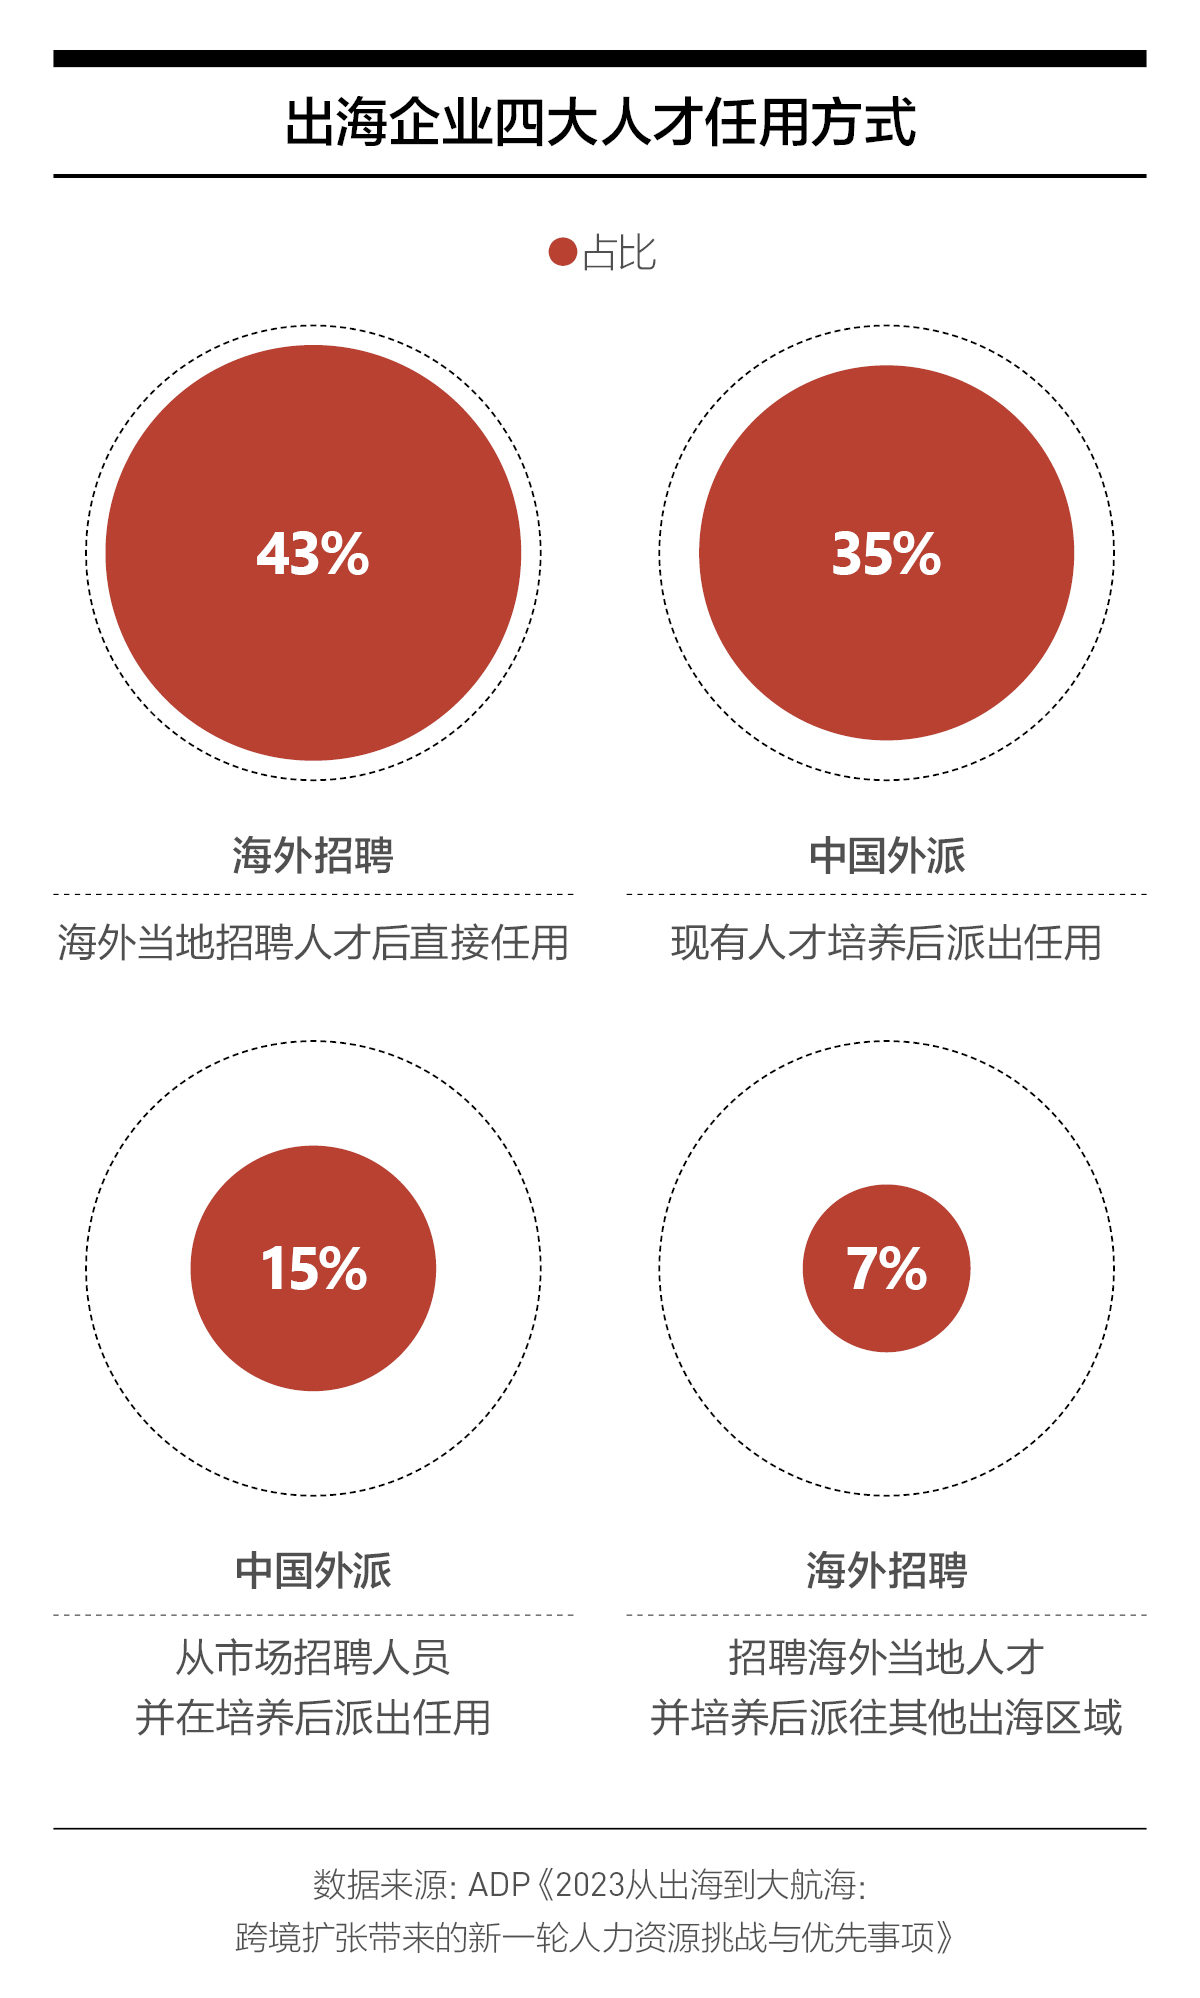 出海企业四大人才任用方式
占比
43%
35%
海外招聘
中国外派
海外当地招聘人才后直接任用
现有人才培养后派出任用
15%
7%
中国外派
海外招聘
从市场招聘人员
并在培养后派出任用
招聘海外当地人才
并培养后派往其他出海区域
数据来源：ADP《2023从出海到大航海：
跨境扩张带来的新一轮人力资源挑战与优先事项》